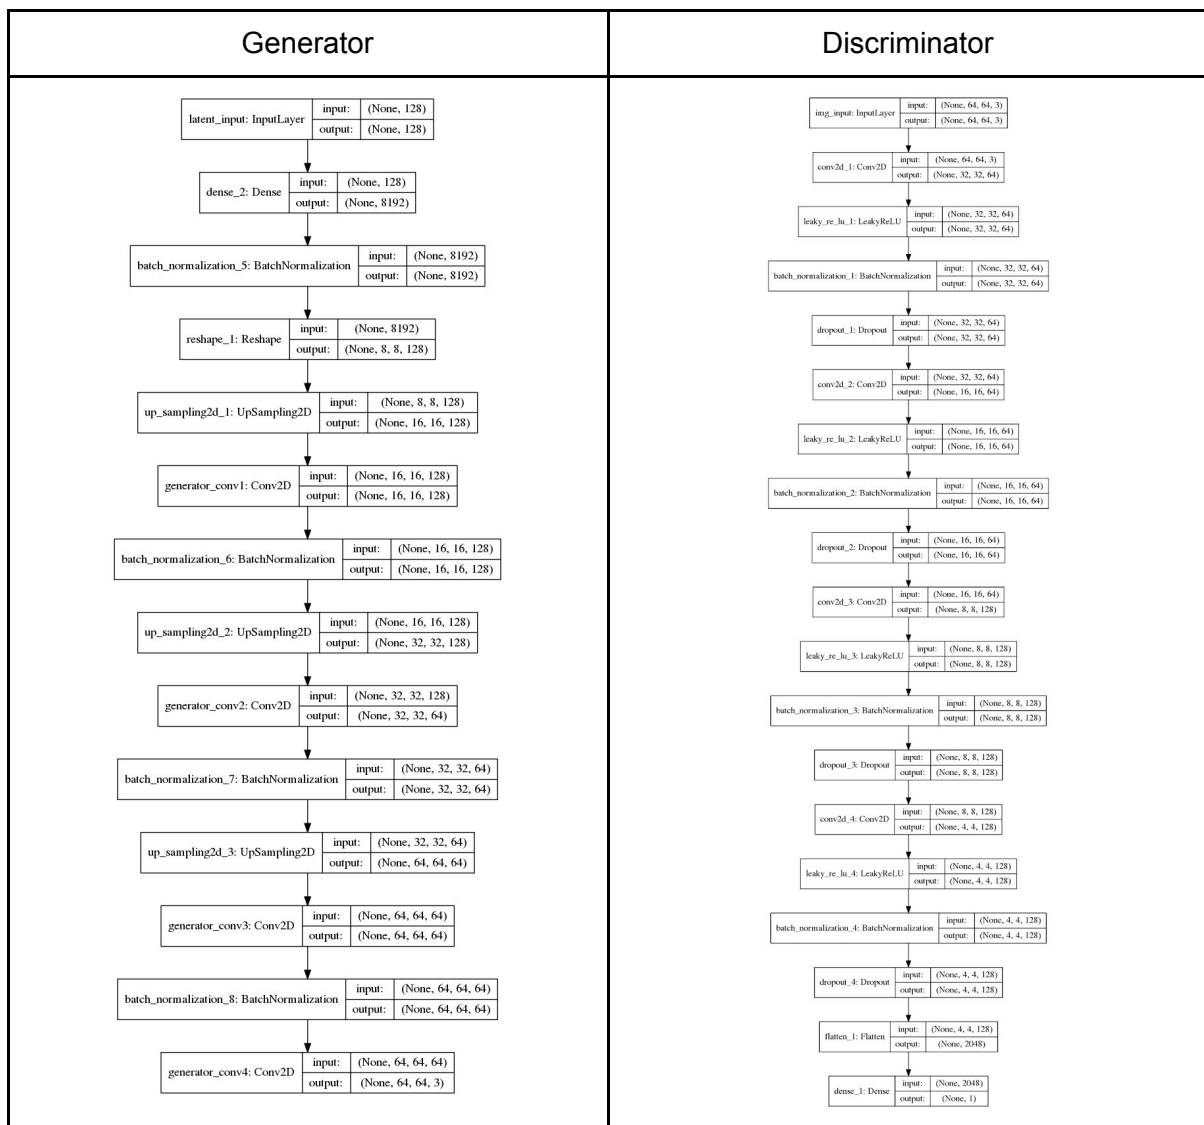 Generator
latent_input: InputLayer
input: (None, 128)
output: (None, 128)
dense_2: Dense
input: (None, 128)
output: (None, 8192)
batch_normalization_5: BatchNormalization
input: (None, 8192)
output: (None, 8192)
reshape_1: Reshape
input: (None, 8192)
output: (None, 8, 8, 128)
up_sampling2d_1: UpSampling2D
input: (None, 8, 8, 128)
output: (None, 16, 16, 128)
generator_conv1: Conv2D
input: (None, 16, 16, 128)
output: (None, 16, 16, 128)
batch_normalization_6: BatchNormalization
input: (None, 16, 16, 128)
output: (None, 16, 16, 128)
up_sampling2d_2: UpSampling2D
input: (None, 16, 16, 128)
output: (None, 32, 32, 128)
generator_conv2: Conv2D
input: (None, 32, 32, 128)
output: (None, 32, 32, 64)
batch_normalization_7: BatchNormalization
input: (None, 32, 32, 64)
output: (None, 32, 32, 64)
up_sampling2d_3: UpSampling2D
input: (None, 32, 32, 64)
output: (None, 64, 64, 64)
generator_conv3: Conv2D
input: (None, 64, 64, 64)
output: (None, 64, 64, 64)
batch_normalization_8: BatchNormalization
input: (None, 64, 64, 64)
output: (None, 64, 64, 64)
generator_conv4: Conv2D
input: (None, 64, 64, 64)
output: (None, 64, 64, 3)
Discriminator
img_input: InputLayer
input: (None, 64, 64, 3)
output: (None, 64, 64, 3)
conv2d_1: Conv2D
input: (None, 64, 64, 3)
output: (None, 32, 32, 64)
leaky_re_lu_1: LeakyReLU
input: (None, 32, 32, 64)
output: (None, 32, 32, 64)
batch_normalization_1: BatchNormalization
input: (None, 32, 32, 64)
output: (None, 32, 32, 64)
dropout_1: Dropout
input: (None, 32, 32, 64)
output: (None, 32, 32, 64)
conv2d_2: Conv2D
input: (None, 32, 32, 64)
output: (None, 16, 16, 64)
leaky_re_lu_2: LeakyReLU
input: (None, 16, 16, 64)
output: (None, 16, 16, 64)
batch_normalization_2: BatchNormalization
input: (None, 16, 16, 64)
output: (None, 16, 16, 64)
dropout_2: Dropout
input: (None, 16, 16, 64)
output: (None, 16, 16, 64)
conv2d_3: Conv2D
input: (None, 16, 16, 64)
output: (None, 8, 8, 128)
leaky_re_lu_3: LeakyReLU
input: (None, 8, 8, 128)
output: (None, 8, 8, 128)
batch_normalization_3: BatchNormalization
input: (None, 8, 8, 128)
output: (None, 8, 8, 128)
dropout_3: Dropout
input: (None, 8, 8, 128)
output: (None, 8, 8, 128)
conv2d_4: Conv2D
input: (None, 8, 8, 128)
output: (None, 4, 4, 128)
leaky_re_lu_4: LeakyReLU
input: (None, 4, 4, 128)
output: (None, 4, 4, 128)
batch_normalization_4: BatchNormalization
input: (None, 4, 4, 128)
output: (None, 4, 4, 128)
dropout_4: Dropout
input: (None, 4, 4, 128)
output: (None, 4, 4, 128)
flatten_1: Flatten
input: (None, 4, 4, 128)
output: (None, 2048)
dense_1: Dense
input: (None, 2048)
output: (None, 1)